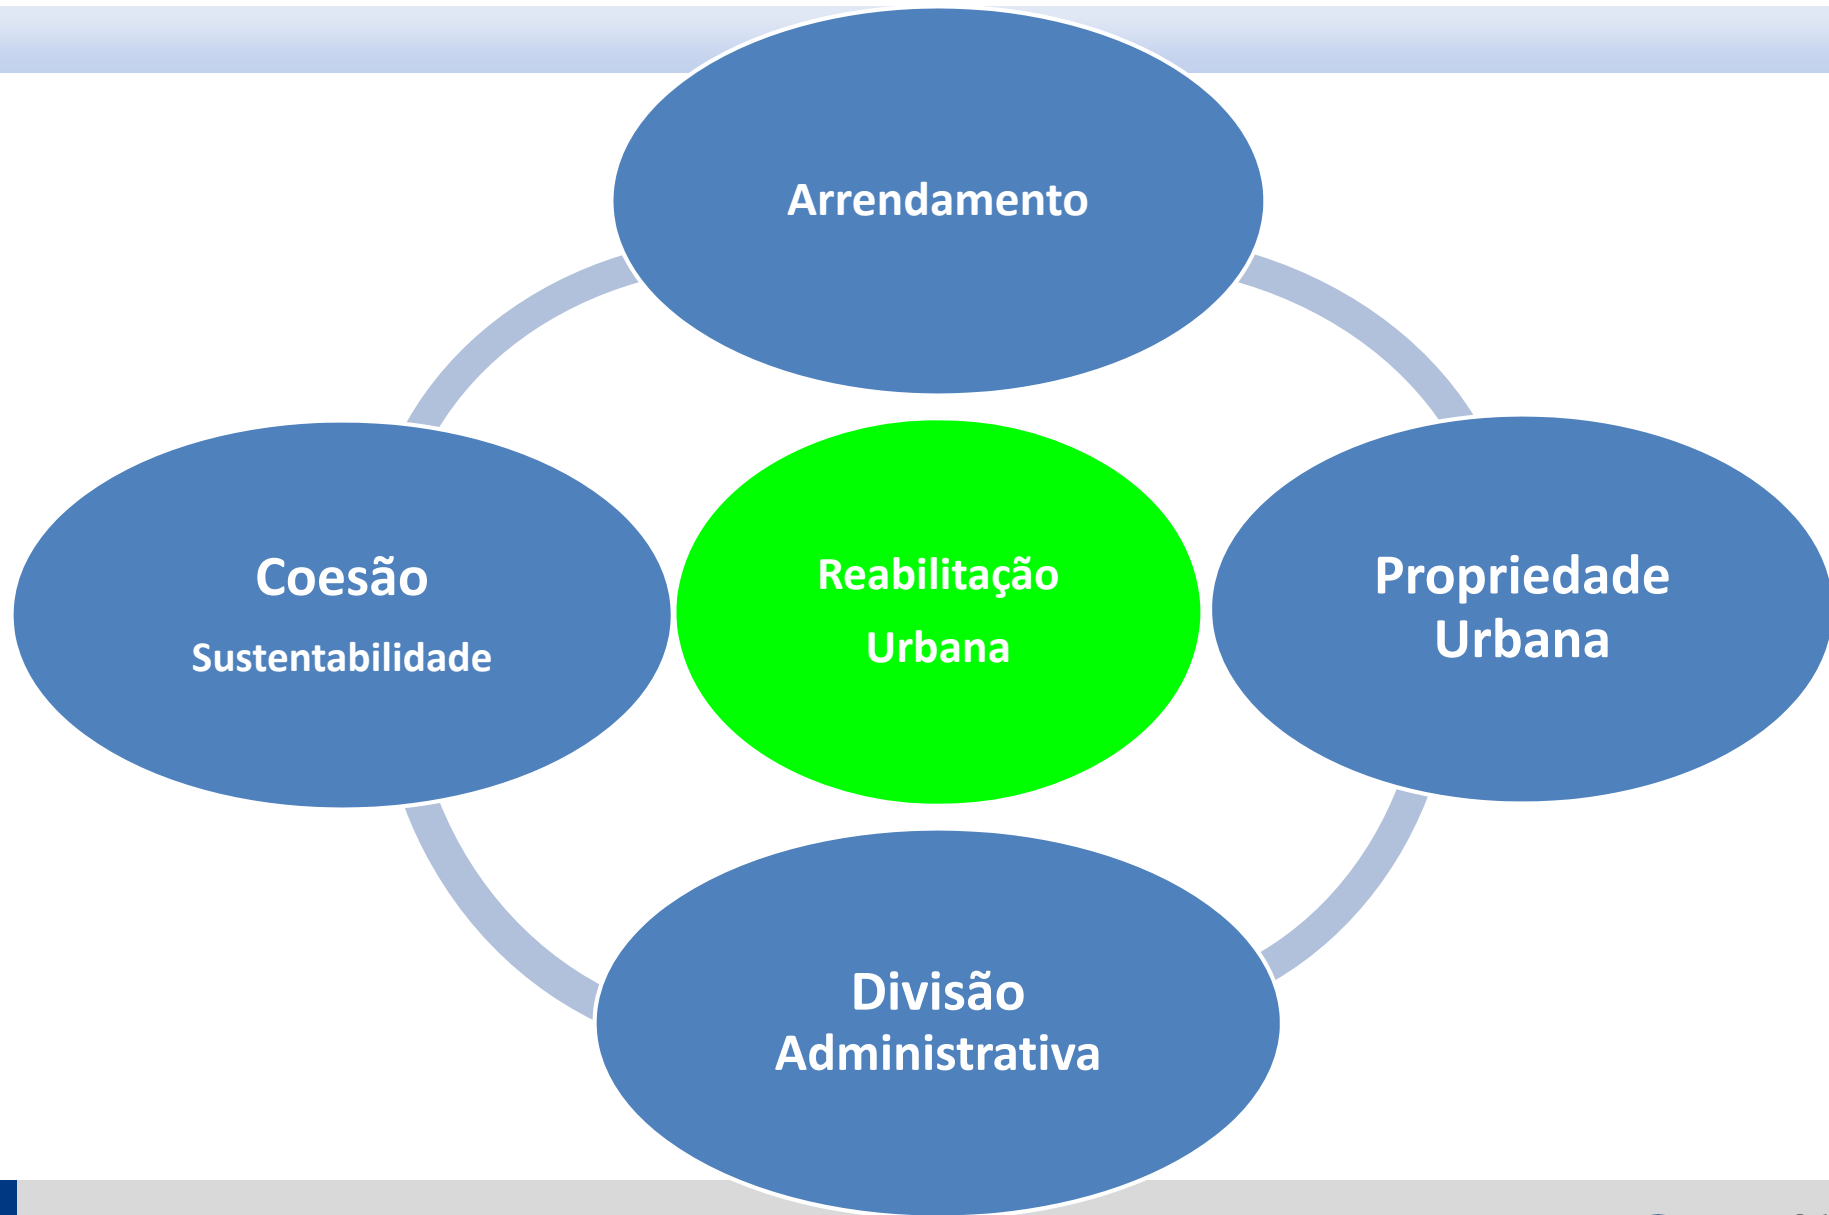 Arrendamento
Coesão
Sustentabilidade
Reabilitação
Urbana
Propriedade
Urbana
Divisão
Administrativa